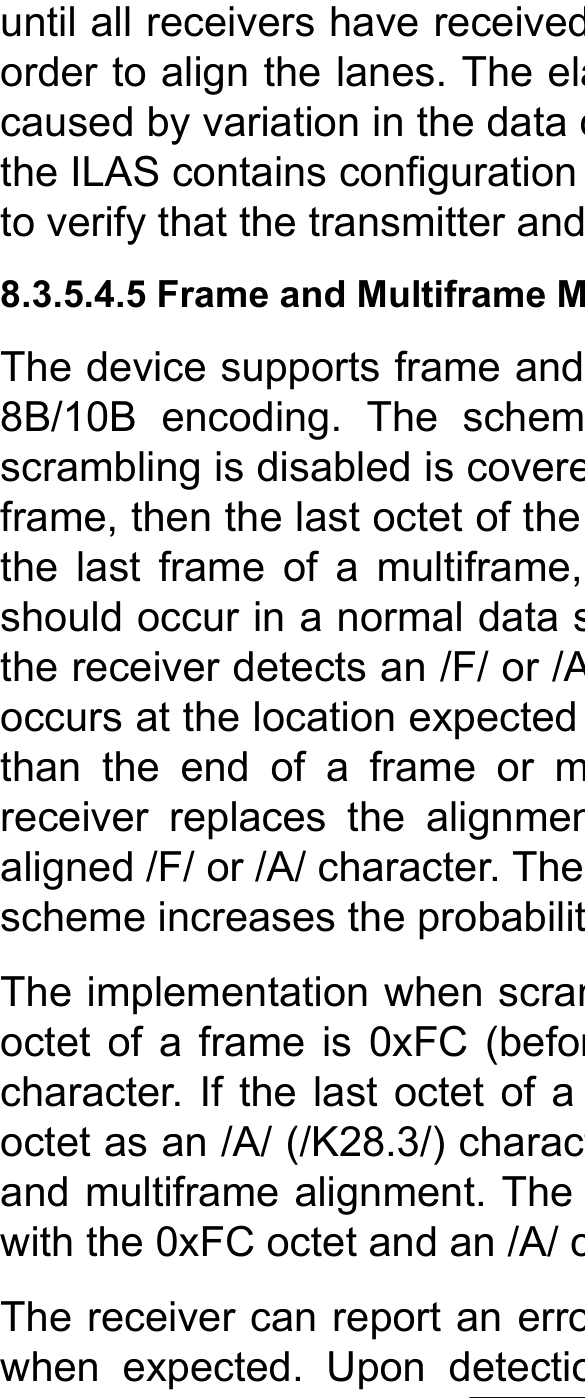 until all receivers have received
order to align the lanes. The ela
caused by variation in the data
the ILAS contains configuration
to verify that the transmitter and
8.3.5.4.5 Frame and Multiframe M
The device supports frame and
8B/10B encoding. The schem
scrambling is disabled is covere
frame, then the last octet of the
the last frame of a multiframe,
should occur in a normal data s
the receiver detects an /F/ or /A
occurs at the location expected
than the end of a frame or m
receiver replaces the alignmen
aligned /F/ or /A/ character. The
scheme increases the probabilit
The implementation when scram
octet of a frame is 0xFC (befor
character. If the last octet of a
octet as an /A/ (/K28.3/) charact
and multiframe alignment. The
with the 0xFC octet and an /A/ c
The receiver can report an erro
when expected. Upon detectio